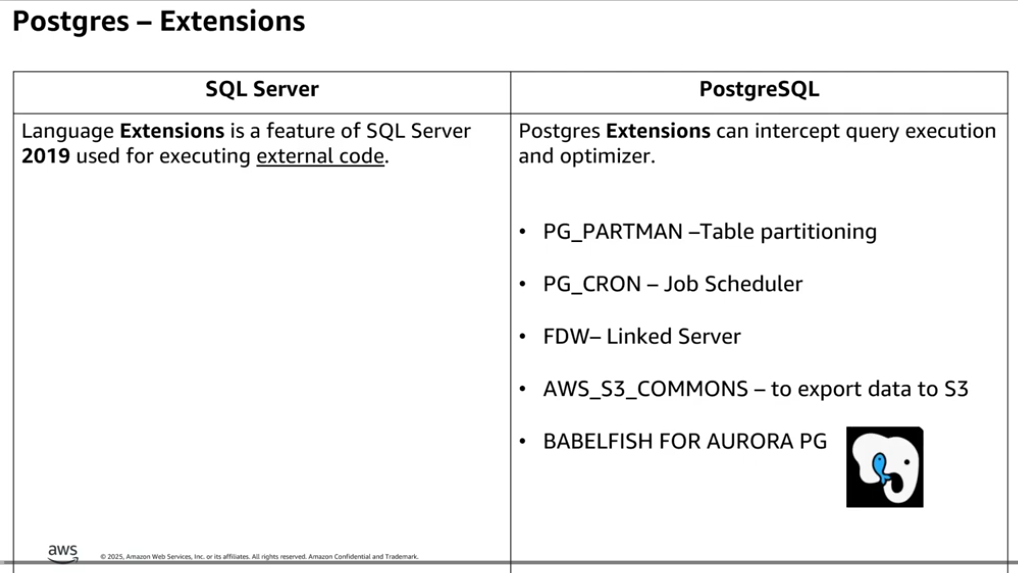 Postgres – Extensions
SQL Server
PostgreSQL
Language Extensions is a feature of SQL Server
2019 used for executing external code.
Postgres Extensions can intercept query execution
and optimizer.
• PG_PARTMAN –Table partitioning
• PG_CRON – Job Scheduler
• FDW– Linked Server
• AWS_S3_COMMONS – to export data to S3
• BABELFISH FOR AURORA PG
aws
© 2025, Amazon Web Services, Inc. or its affiliates. All rights reserved. Amazon Confidential and Trademark.